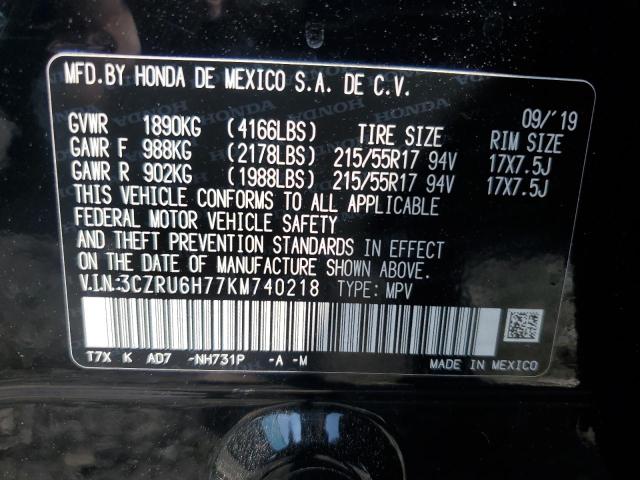 MFD.BY HONDA DE MEXICO S.A. DE C.V.
09/'19
GVWR 1890KG (4166LBS) TIRE SIZE RIM SIZE
GAWR F 988KG (2178LBS) 215/55R17 94V 17X7.5J
GAWR R 902KG (1988LBS) 215/55R17 94V 17X7.5J
THIS VEHICLE CONFORMS TO ALL APPLICABLE
FEDERAL MOTOR VEHICLE SAFETY
AND THEFT PREVENTION STANDARDS IN EFFECT
ON THE DATE OF MANUFACTURE SHOWN ABOVE.
V.I.N:3CZRU6H77KM740218 TYPE: MPV
T7X K AD7 -NH731P -A -M
MADE IN MEXICO